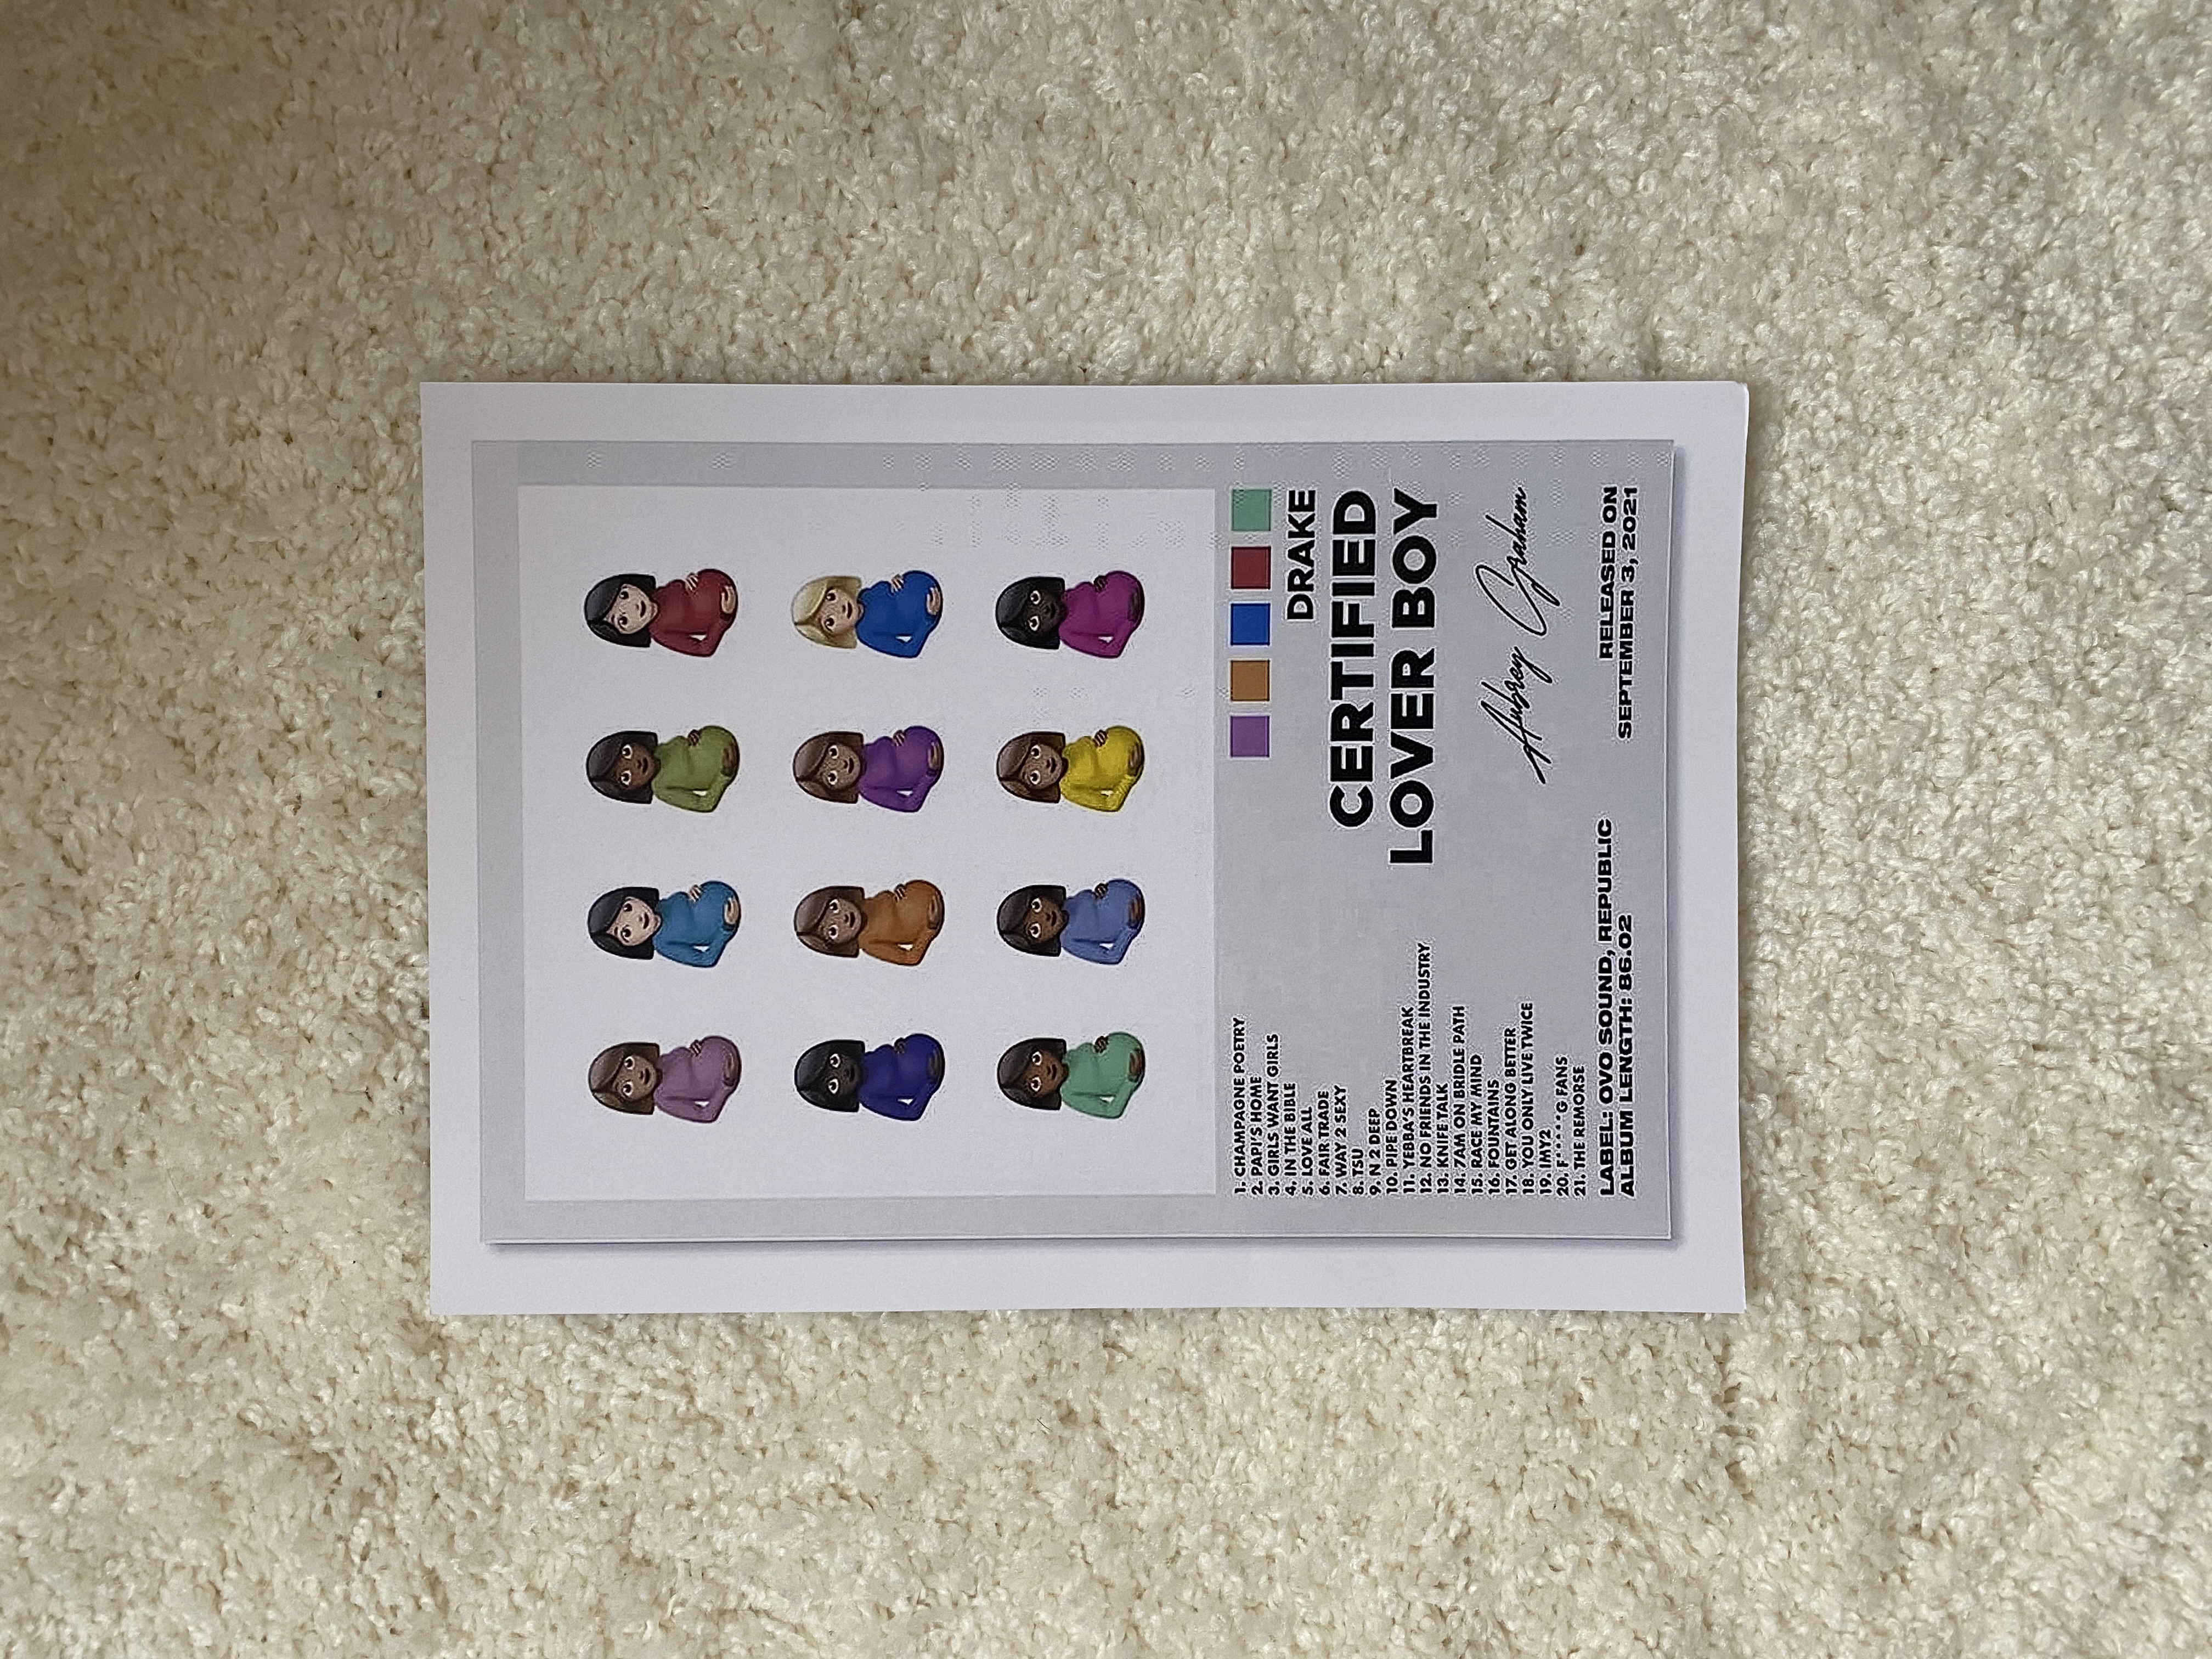 1. CHAMPAGNE POETRY
2. PAPI'S HOME
3. GIRLS WANT GIRLS
4. IN THE BIBLE
5. LOVE ALL
6. FAIR TRADE
7. WAY 2 SEXY
8. TSU
9. N 2 DEEP
10. PIPE DOWN
11. YEBBA'S HEARTBREAK
12. NO FRIENDS IN THE INDUSTRY
13. KNIFE TALK
14. 7AM ON BRIDLE PATH
15. RACE MY MIND
16. FOUNTAINS
17. GET ALONG BETTER
18. YOU ONLY LIVE TWICE
19. IMY2
20. F*****G FANS
21. THE REMORSE
DRAKE
CERTIFIED
LOVER BOY
Aubrey Graham
LABEL: OVO SOUND, REPUBLIC
ALBUM LENGTH: 86.02
RELEASED ON
SEPTEMBER 3, 2021